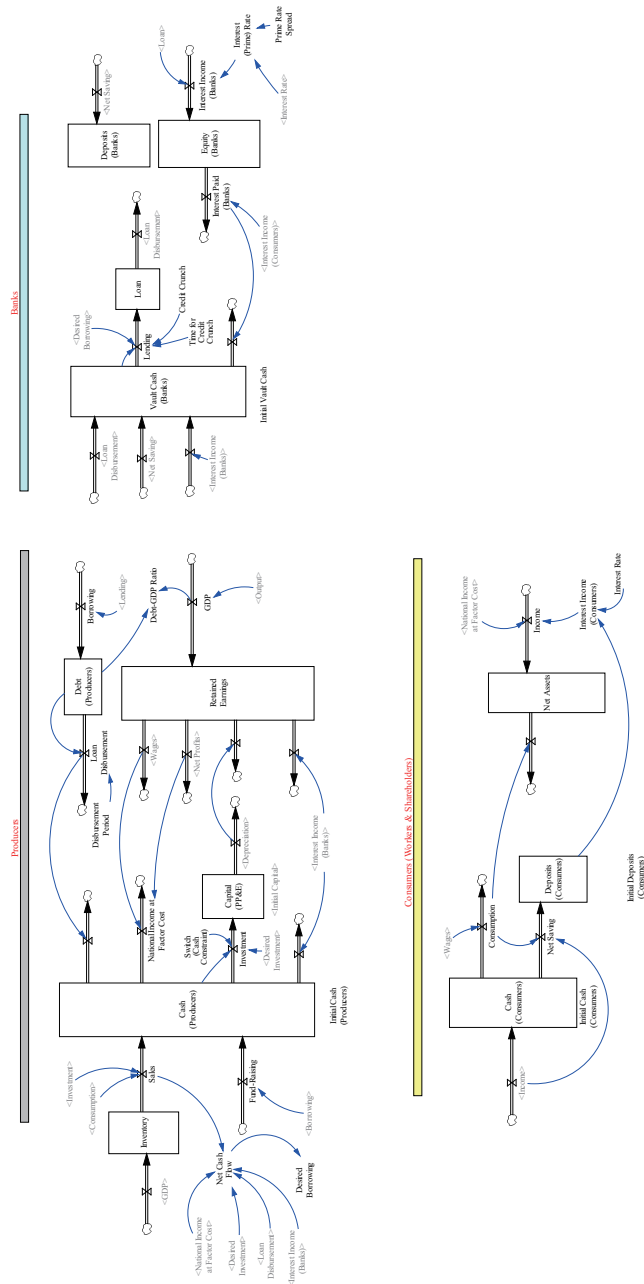 Producers
<Investment>
<Consumption>
<GDP>
Inventory
Sales
<National Income
at Factor Cost>
<Desired
Investment>
<Loan
Disbursement>
<Interest Income
(Banks)>
Net Cash
Flow
Desired
Borrowing
Fund-Raising
<Borrowing>
Cash
(Producers)
Initial Cash
(Producers)
National Income at
Factor Cost
Switch
(Cash
Constraint)
Investment
<Desired
Investment>
Capital
(PP&E)
<Initial Capital>
<Depreciation>
<Interest Income
(Banks)>
Disbursement
Period
Loan
Disbursement
Debt
(Producers)
Borrowing
<Lending>
Debt-GDP Ratio
<Wages>
<Net Profits>
Retained
Earnings
GDP
<Output>
Banks
<Loan
Disbursement>
<Net Saving>
<Interest Income
(Banks)>
Vault Cash
(Banks)
Initial Vault Cash
<Desired
Borrowing>
Lending
Credit Crunch
Time for
Credit
Crunch
Loan
<Loan
Disbursement>
Deposits
(Banks)
<Net Saving>
Interest Paid
(Banks)
<Interest Income
(Consumers)>
Equity
(Banks)
<Loan>
Interest Income
(Banks)
Interest
(Prime) Rate
Prime Rate
Spread
<Interest Rate>
Consumers (Workers & Shareholders)
<Income>
Cash
(Consumers)
Initial Cash
(Consumers)
<Wages>
Consumption
Net Saving
Deposits
(Consumers)
Initial Deposits
(Consumers)
Net Assets
<National Income
at Factor Cost>
Income
Interest Income
(Consumers)
Interest Rate